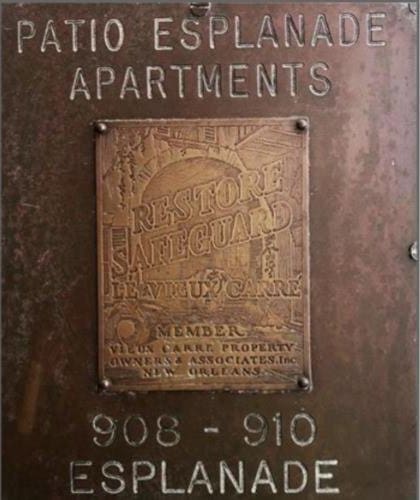 PATIO ESPLANADE
APARTMENTS
RESTORE
SAFEGUARD
LE VIEUX CARRÉ
MEMBER
VIEUX CARRE PROPERTY
OWNERS & ASSOCIATES, Inc.
NEW ORLEANS
908 - 910
ESPLANADE